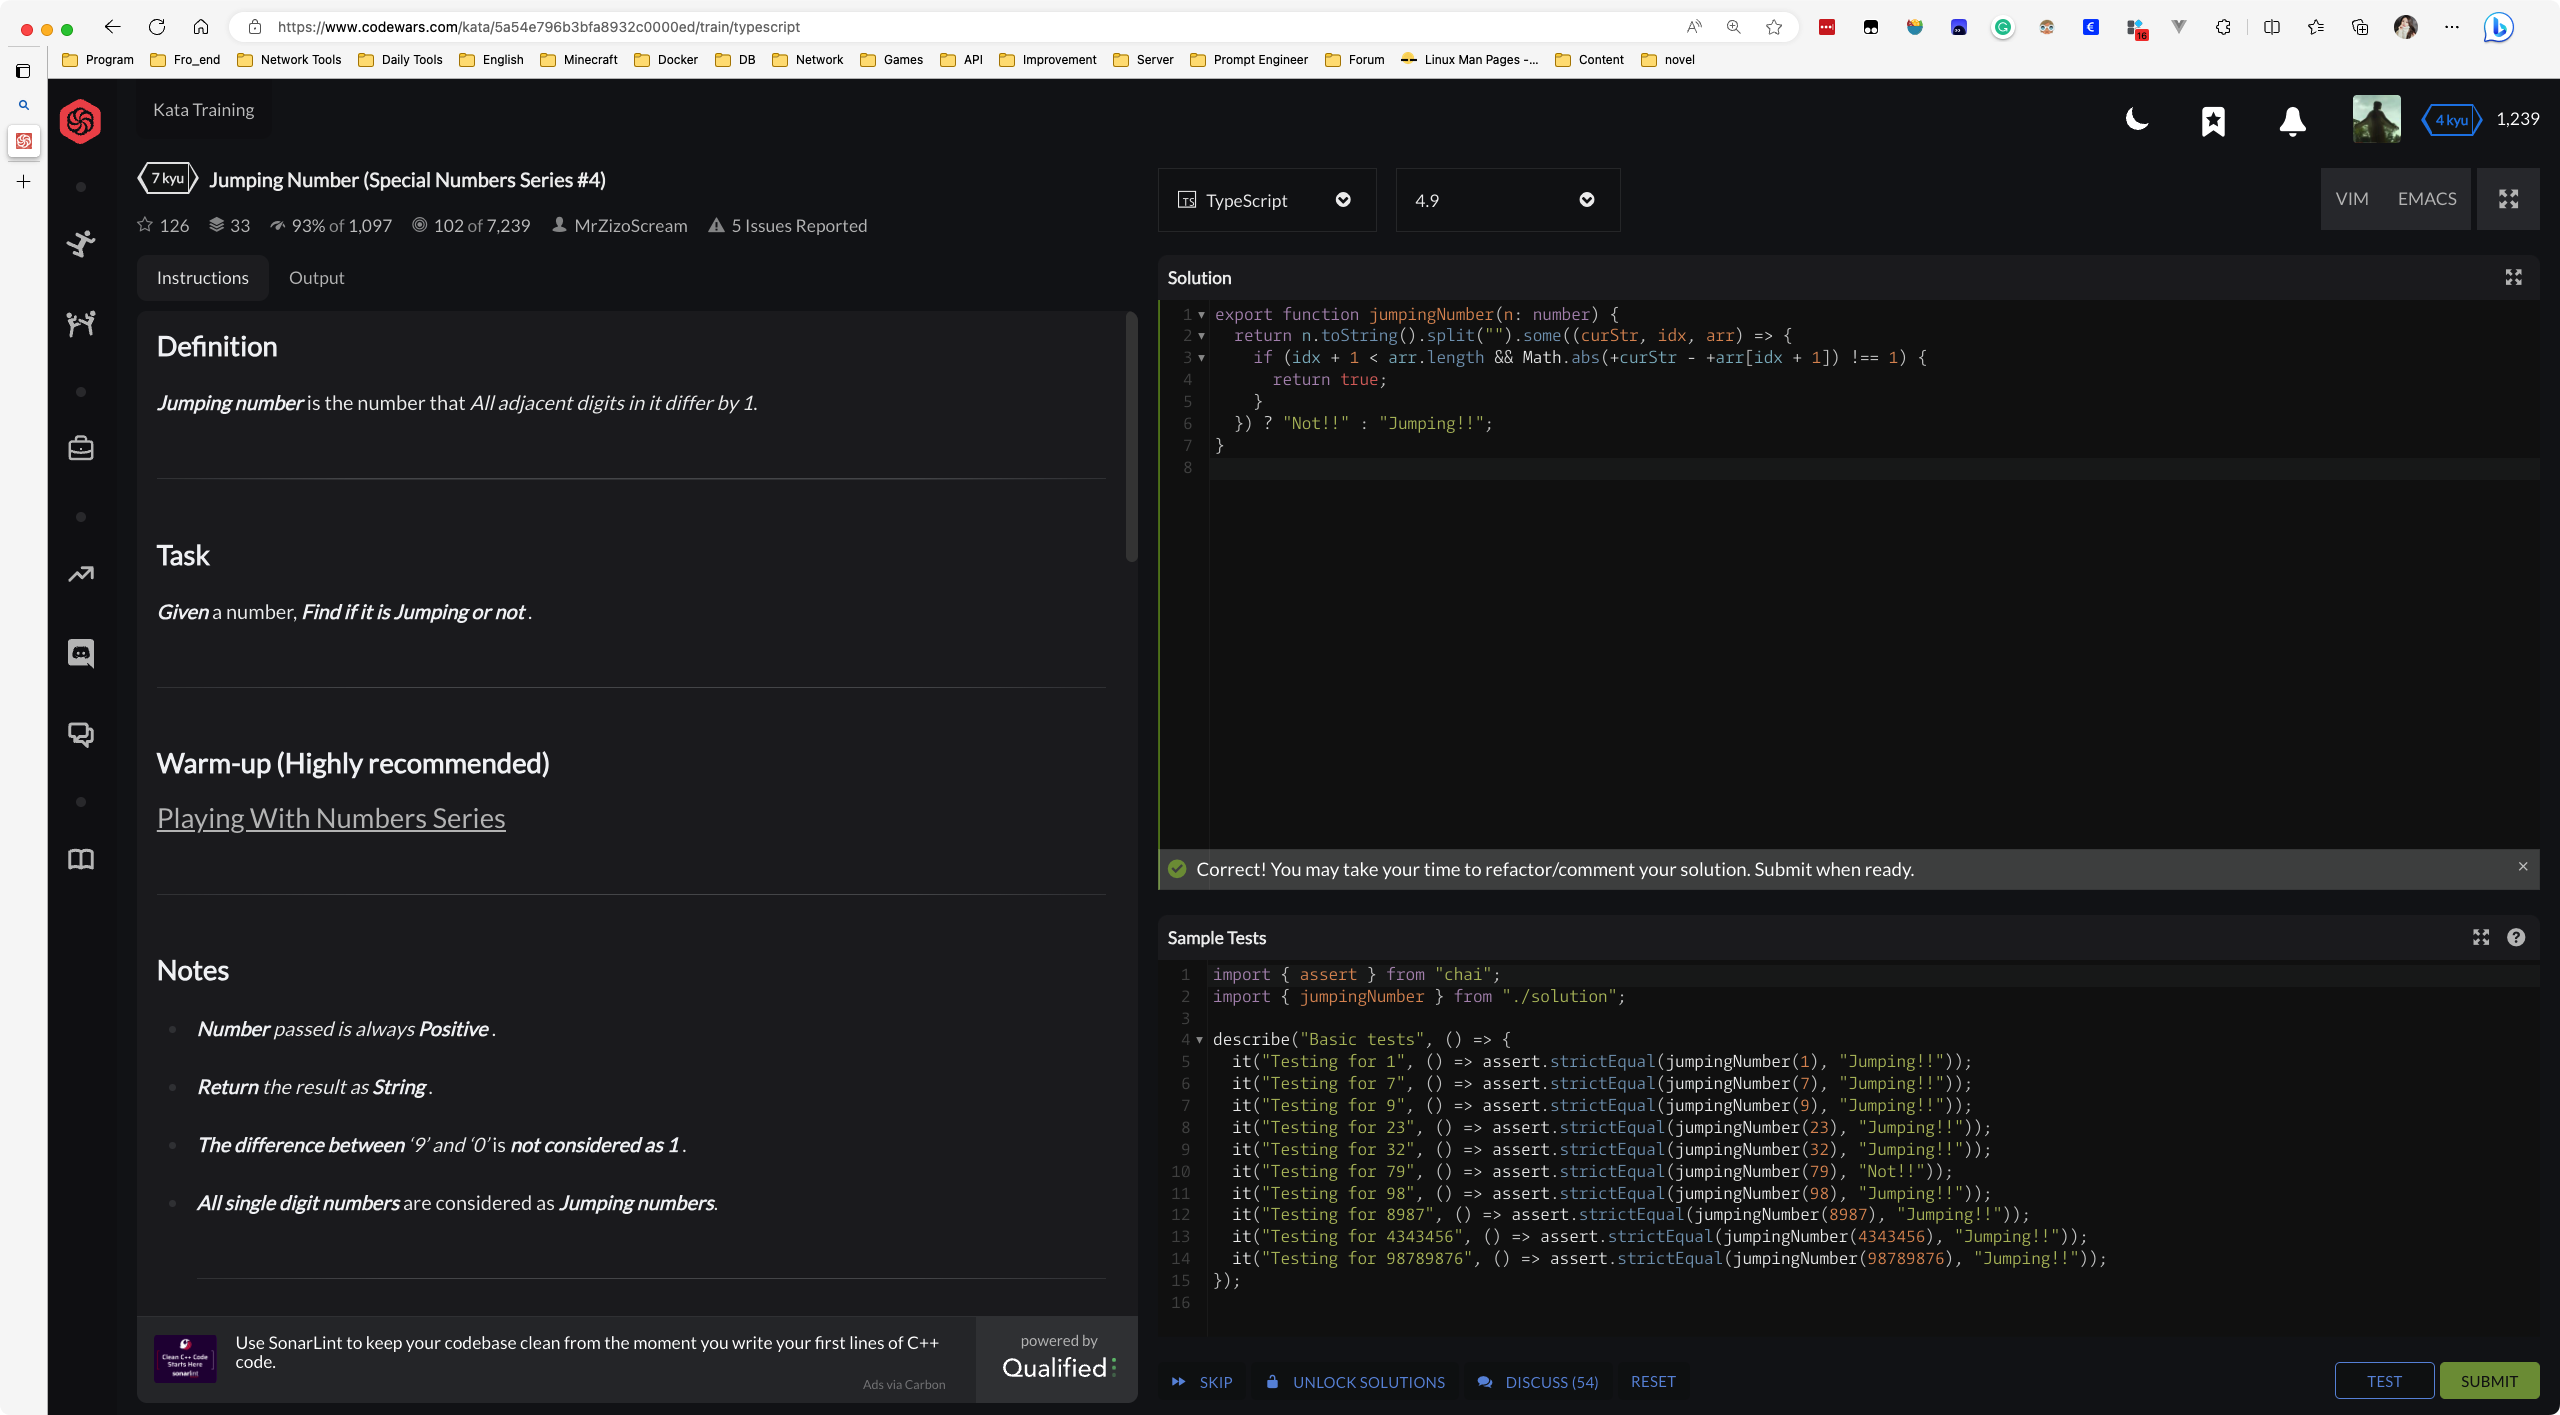 https://www.codewars.com/kata/5a54e796b3bfa8932c0000ed/train/typescript
Program Fro_end Network Tools Daily Tools English Minecraft Docker DB Network Games API Improvement Server Prompt Engineer Forum Linux Man Pages -... Content novel
Kata Training
4 kyu 1,239
7 kyu Jumping Number (Special Numbers Series #4)
126 33 93% of 1,097 102 of 7,239 MrZizoScream 5 Issues Reported
Instructions Output
Definition
Jumping number is the number that All adjacent digits in it differ by 1.
Task
Given a number, Find if it is Jumping or not .
Warm-up (Highly recommended)
Playing With Numbers Series
Notes
Number passed is always Positive .
Return the result as String .
The difference between ‘9’ and ‘0’ is not considered as 1 .
All single digit numbers are considered as Jumping numbers.
Clean C++ Code
Starts Here
sonarlint
Use SonarLint to keep your codebase clean from the moment you write your first lines of C++
code.
Ads via Carbon
powered by
Qualified
TS TypeScript 4.9 VIM EMACS
Solution
1 export function jumpingNumber(n: number) {
2 return n.toString().split("").some((curStr, idx, arr) => {
3 if (idx + 1 < arr.length && Math.abs(+curStr - +arr[idx + 1]) !== 1) {
4 return true;
5 }
6 }) ? "Not!!" : "Jumping!!";
7 }
8
Correct! You may take your time to refactor/comment your solution. Submit when ready.
Sample Tests
1 import { assert } from "chai";
2 import { jumpingNumber } from "./solution";
3
4 describe("Basic tests", () => {
5 it("Testing for 1", () => assert.strictEqual(jumpingNumber(1), "Jumping!!"));
6 it("Testing for 7", () => assert.strictEqual(jumpingNumber(7), "Jumping!!"));
7 it("Testing for 9", () => assert.strictEqual(jumpingNumber(9), "Jumping!!"));
8 it("Testing for 23", () => assert.strictEqual(jumpingNumber(23), "Jumping!!"));
9 it("Testing for 32", () => assert.strictEqual(jumpingNumber(32), "Jumping!!"));
10 it("Testing for 79", () => assert.strictEqual(jumpingNumber(79), "Not!!"));
11 it("Testing for 98", () => assert.strictEqual(jumpingNumber(98), "Jumping!!"));
12 it("Testing for 8987", () => assert.strictEqual(jumpingNumber(8987), "Jumping!!"));
13 it("Testing for 4343456", () => assert.strictEqual(jumpingNumber(4343456), "Jumping!!"));
14 it("Testing for 98789876", () => assert.strictEqual(jumpingNumber(98789876), "Jumping!!"));
15 });
16
SKIP UNLOCK SOLUTIONS DISCUSS (54) RESET TEST SUBMIT